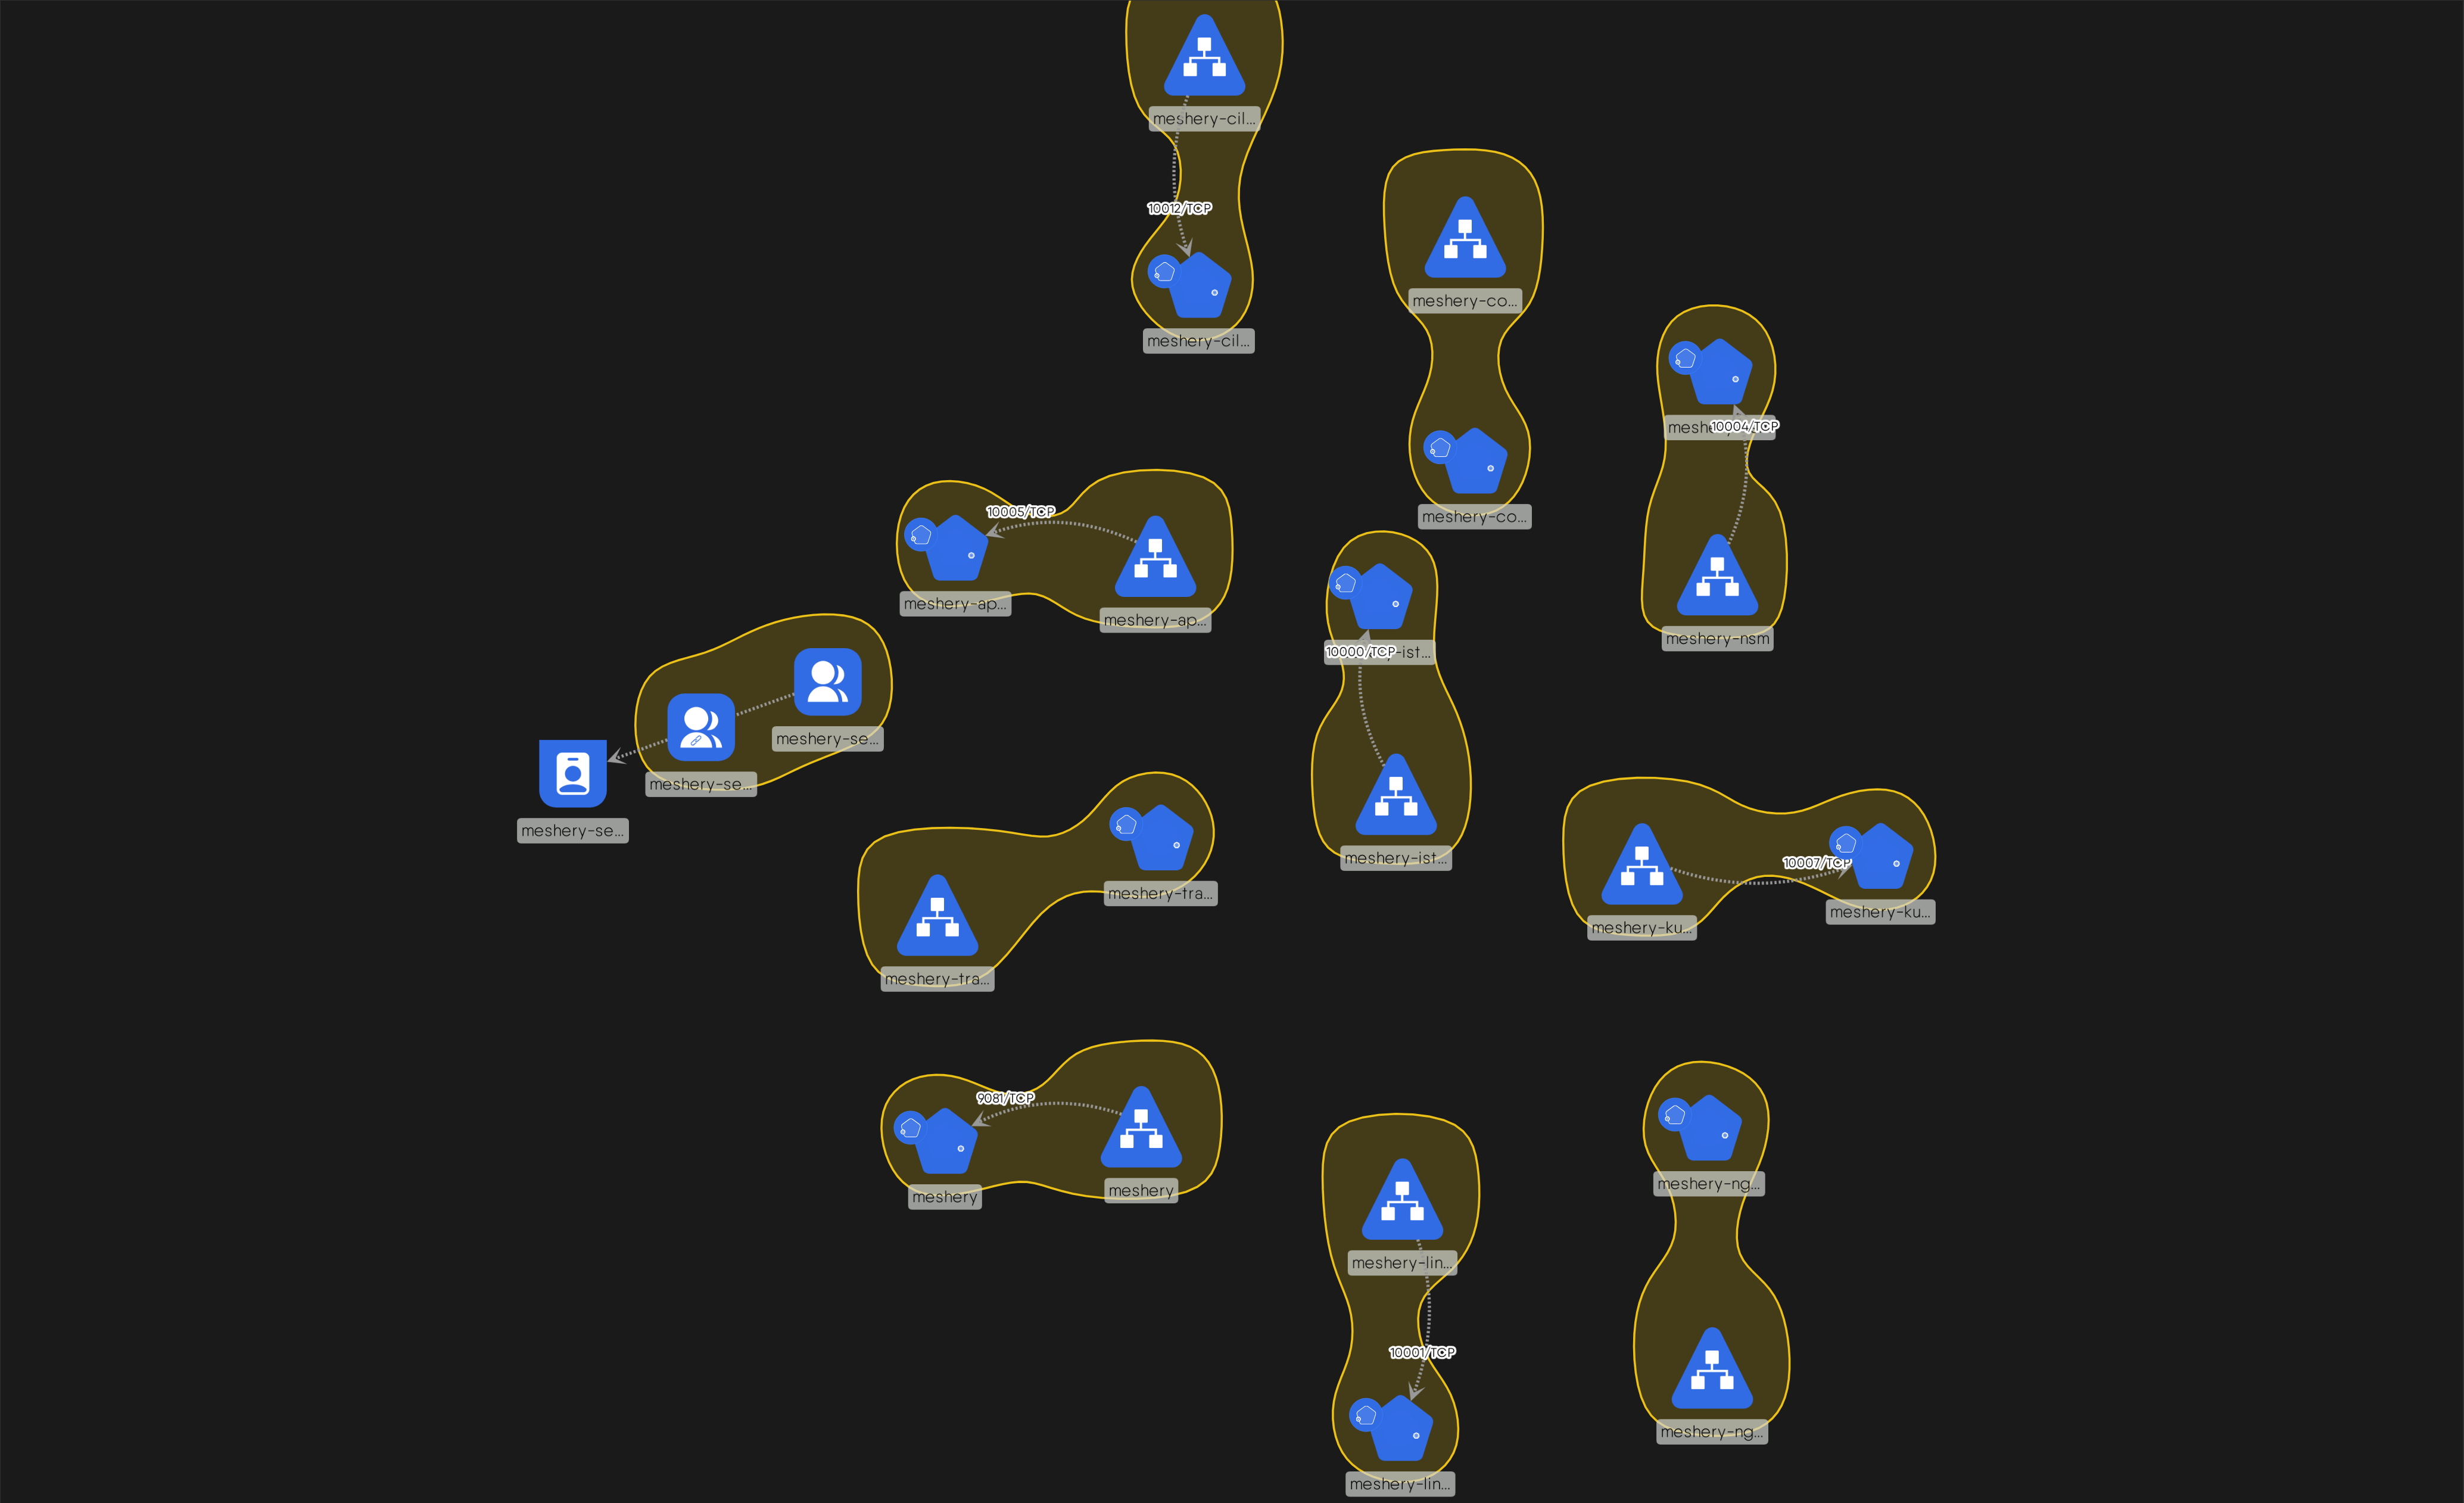 meshery-cil...
10012/TCP
meshery-cil...
meshery-co...
meshery-co...
10004/TCP
meshery-nsm
10005/TCP
meshery-ap...
meshery-ap...
10000/TCP
-ist...
meshery-ist...
meshery-se...
meshery-se...
meshery-se...
meshery-tra...
meshery-tra...
10007/TCP
meshery-ku...
meshery-ku...
9081/TCP
meshery
meshery
meshery-lin...
10001/TCP
meshery-lin...
meshery-ng...
meshery-ng...